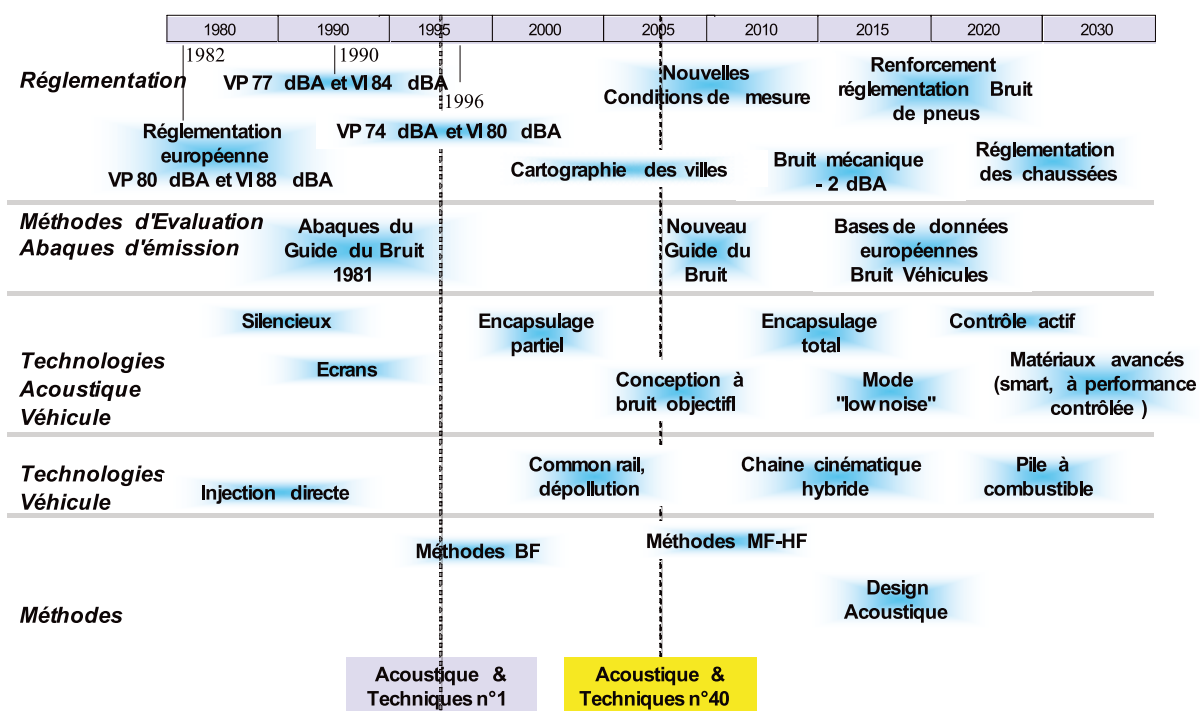 1980 1990 1995 2000 2005 2010 2015 2020 2030
1982
1990
1996
Réglementation
VP 77 dBA et VI 84 dBA
Réglementation
européenne
VP 80 dBA et VI 88 dBA
VP 74 dBA et VI 80 dBA
Nouvelles
Conditions de mesure
Cartographie des villes
Renforcement
réglementation Bruit
de pneus
Bruit mécanique
- 2 dBA
Réglementation
des chaussées
Méthodes d'Evaluation
Abaques d'émission
Abaques du
Guide du Bruit
1981
Nouveau
Guide du
Bruit
Bases de données
européennes
Bruit Véhicules
Technologies
Acoustique
Véhicule
Silencieux
Ecrans
Encapsulage
partiel
Conception à
bruit objectifl
Encapsulage
total
Mode
"low noise"
Contrôle actif
Matériaux avancés
(smart, à performance
contrôlée )
Technologies
Véhicule
Injection directe
Common rail,
dépollution
Chaine cinématique
hybride
Pile à
combustible
Méthodes
Méthodes BF
Méthodes MF-HF
Design
Acoustique
Acoustique &
Techniques n°1
Acoustique &
Techniques n°40